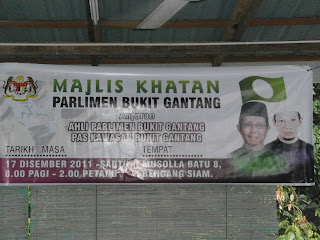 MAJLIS KHATAN
PARLIMEN BUKIT GANTANG
Anjuran
AHLI PARLIMEN BUKIT GANTANG
PAS KAWASAN BUKIT GANTANG
TARIKH / MASA TEMPAT
17 DISEMBER 2011 -SABTU MUSOLLA BATU 8,
8.00 PAGI - 2.00 PETANG BENDANG SIAM.